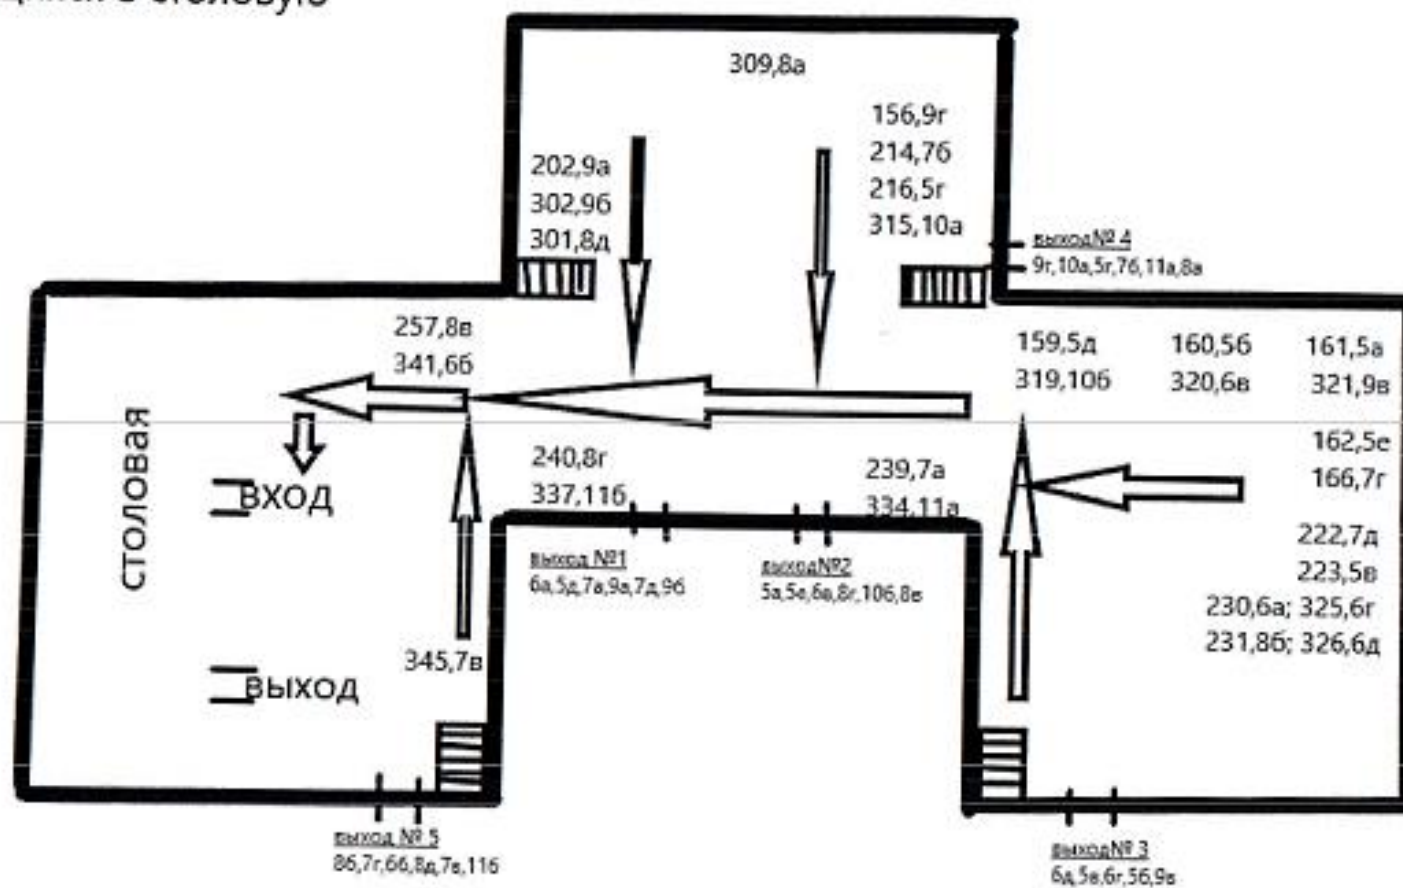 в столовую
309,8а
156,9г
214,7б
216,5г
315,10а
202,9а
302,9б
301,8д
выход№ 4
9г,10а,5г,7б,11а,8а
257,8в
341,6б
159,5д
319,10б
160,5б
320,6в
161,5а
321,9в
162,5е
166,7г
222,7д
223,5в
230,6а; 325,6г
231,8б; 326,6д
СТОЛОВАЯ
ВХОД
240,8г
337,11б
239,7а
334,11а
выход №1
6а,5д,7а,9а,7д,9б
выход№2
5а,5е,6в,8г,10б,8в
345,7в
ВЫХОД
выход № 5
8б,7г,6б,8д,7в,11б
выход№ 3
6д,5в,6г,5б,9в